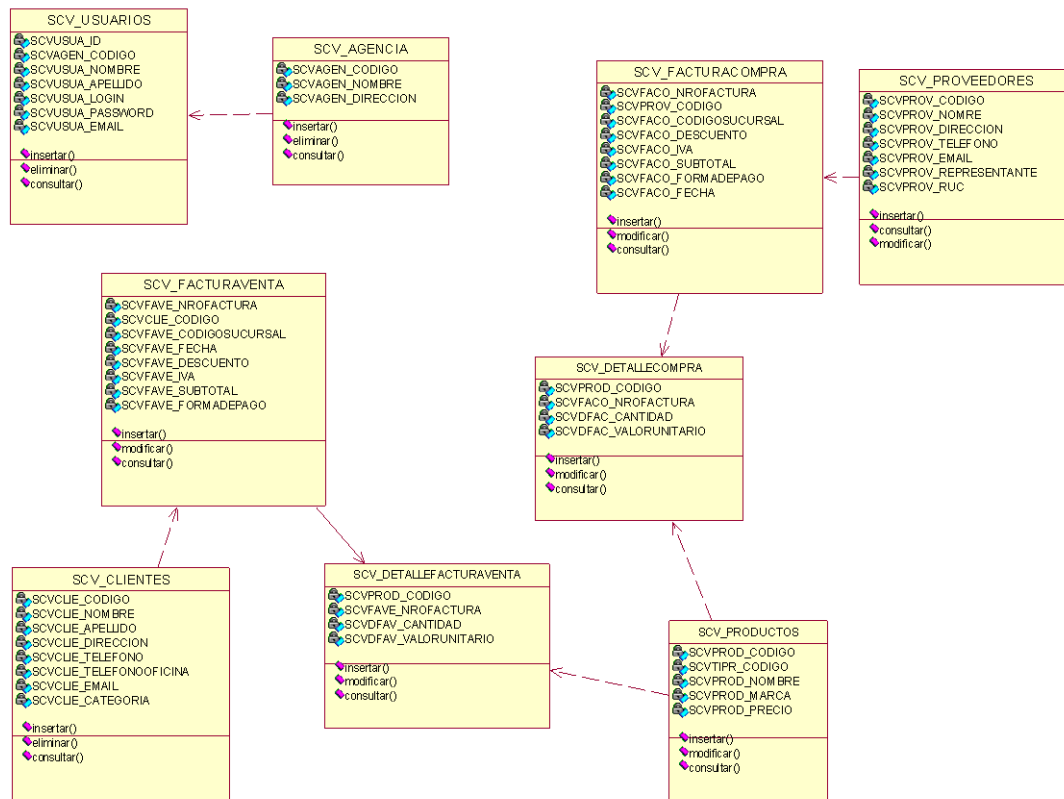 SCV_USUARIOS
SCVUSUA_ID
SCVAGEN_CODIGO
SCVUSUA_NOMBRE
SCVUSUA_APELLIDO
SCVUSUA_LOGIN
SCVUSUA_PASSWORD
SCVUSUA_EMAIL
insertar()
eliminar()
consultar()
SCV_AGENCIA
SCVAGEN_CODIGO
SCVAGEN_NOMBRE
SCVAGEN_DIRECCION
insertar()
eliminar()
consultar()
SCV_FACTURACOMPRA
SCVFACO_NROFACTURA
SCVPROV_CODIGO
SCVFACO_CODIGOSUCURSAL
SCVFACO_DESCUENTO
SCVFACO_IVA
SCVFACO_SUBTOTAL
SCVFACO_FORMADEPAGO
SCVFACO_FECHA
insertar()
modificar()
consultar()
SCV_PROVEEDORES
SCVPROV_CODIGO
SCVPROV_NOMRE
SCVPROV_DIRECCION
SCVPROV_TELEFONO
SCVPROV_EMAIL
SCVPROV_REPRESENTANTE
SCVPROV_RUC
insertar()
consultar()
modificar()
SCV_FACTURAVENTA
SCVFAVE_NROFACTURA
SCVCLIE_CODIGO
SCVFAVE_CODIGOSUCURSAL
SCVFAVE_FECHA
SCVFAVE_DESCUENTO
SCVFAVE_IVA
SCVFAVE_SUBTOTAL
SCVFAVE_FORMADEPAGO
insertar()
modificar()
consultar()
SCV_DETALLECOMPRA
SCVPROD_CODIGO
SCVFACO_NROFACTURA
SCVDFAC_CANTIDAD
SCVDFAC_VALORUNITARIO
insertar()
modificar()
consultar()
SCV_CLIENTES
SCVCLIE_CODIGO
SCVCLIE_NOMBRE
SCVCLIE_APELLIDO
SCVCLIE_DIRECCION
SCVCLIE_TELEFONO
SCVCLIE_TELEFONOOFICINA
SCVCLIE_EMAIL
SCVCLIE_CATEGORIA
insertar()
eliminar()
consultar()
SCV_DETALLEFACTURAVENTA
SCVPROD_CODIGO
SCVFAVE_NROFACTURA
SCVDFAV_CANTIDAD
SCVDFAV_VALORUNITARIO
insertar()
modificar()
consultar()
SCV_PRODUCTOS
SCVPROD_CODIGO
SCVTIPR_CODIGO
SCVPROD_NOMBRE
SCVPROD_MARCA
SCVPROD_PRECIO
insertar()
modificar()
consultar()